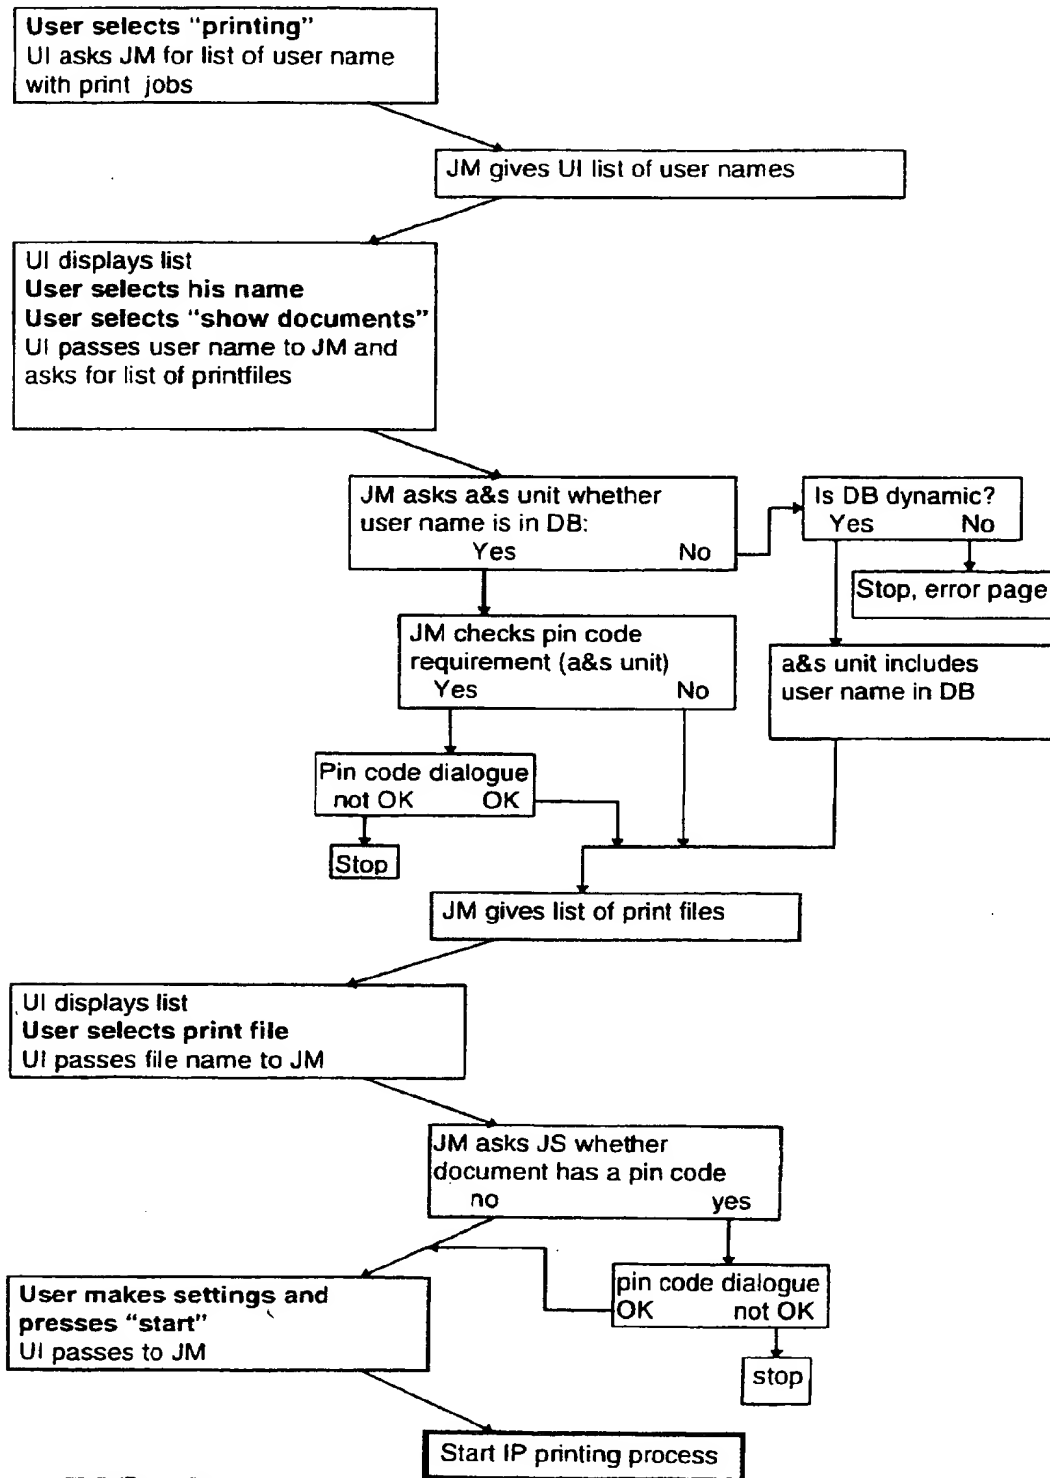 User selects "printing"
UI asks JM for list of user name
with print jobs
JM gives UI list of user names
UI displays list
User selects his name
User selects "show documents"
UI passes user name to JM and
asks for list of printfiles
JM asks a&s unit whether
user name is in DB:
Yes No
Is DB dynamic?
Yes No
Stop, error page
JM checks pin code
requirement (a&s unit)
Yes No
a&s unit includes
user name in DB
Pin code dialogue
not OK OK
Stop
JM gives list of print files
UI displays list
User selects print file
UI passes file name to JM
JM asks JS whether
document has a pin code
no yes
pin code dialogue
OK not OK
stop
User makes settings and
presses "start"
UI passes to JM
Start IP printing process